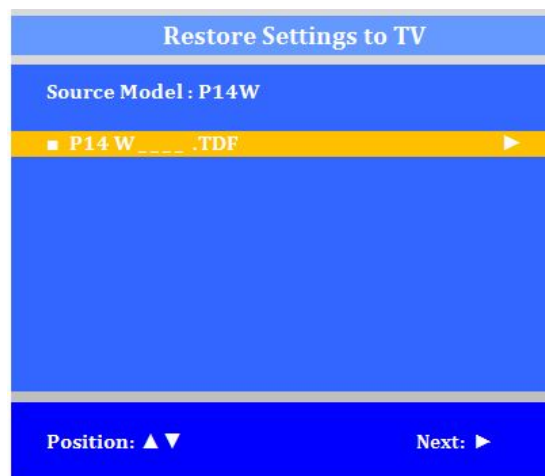 Restore Settings to TV
Source Model : P14W
■ P14 W____ .TDF ►
Position: ▲▼ Next: ►